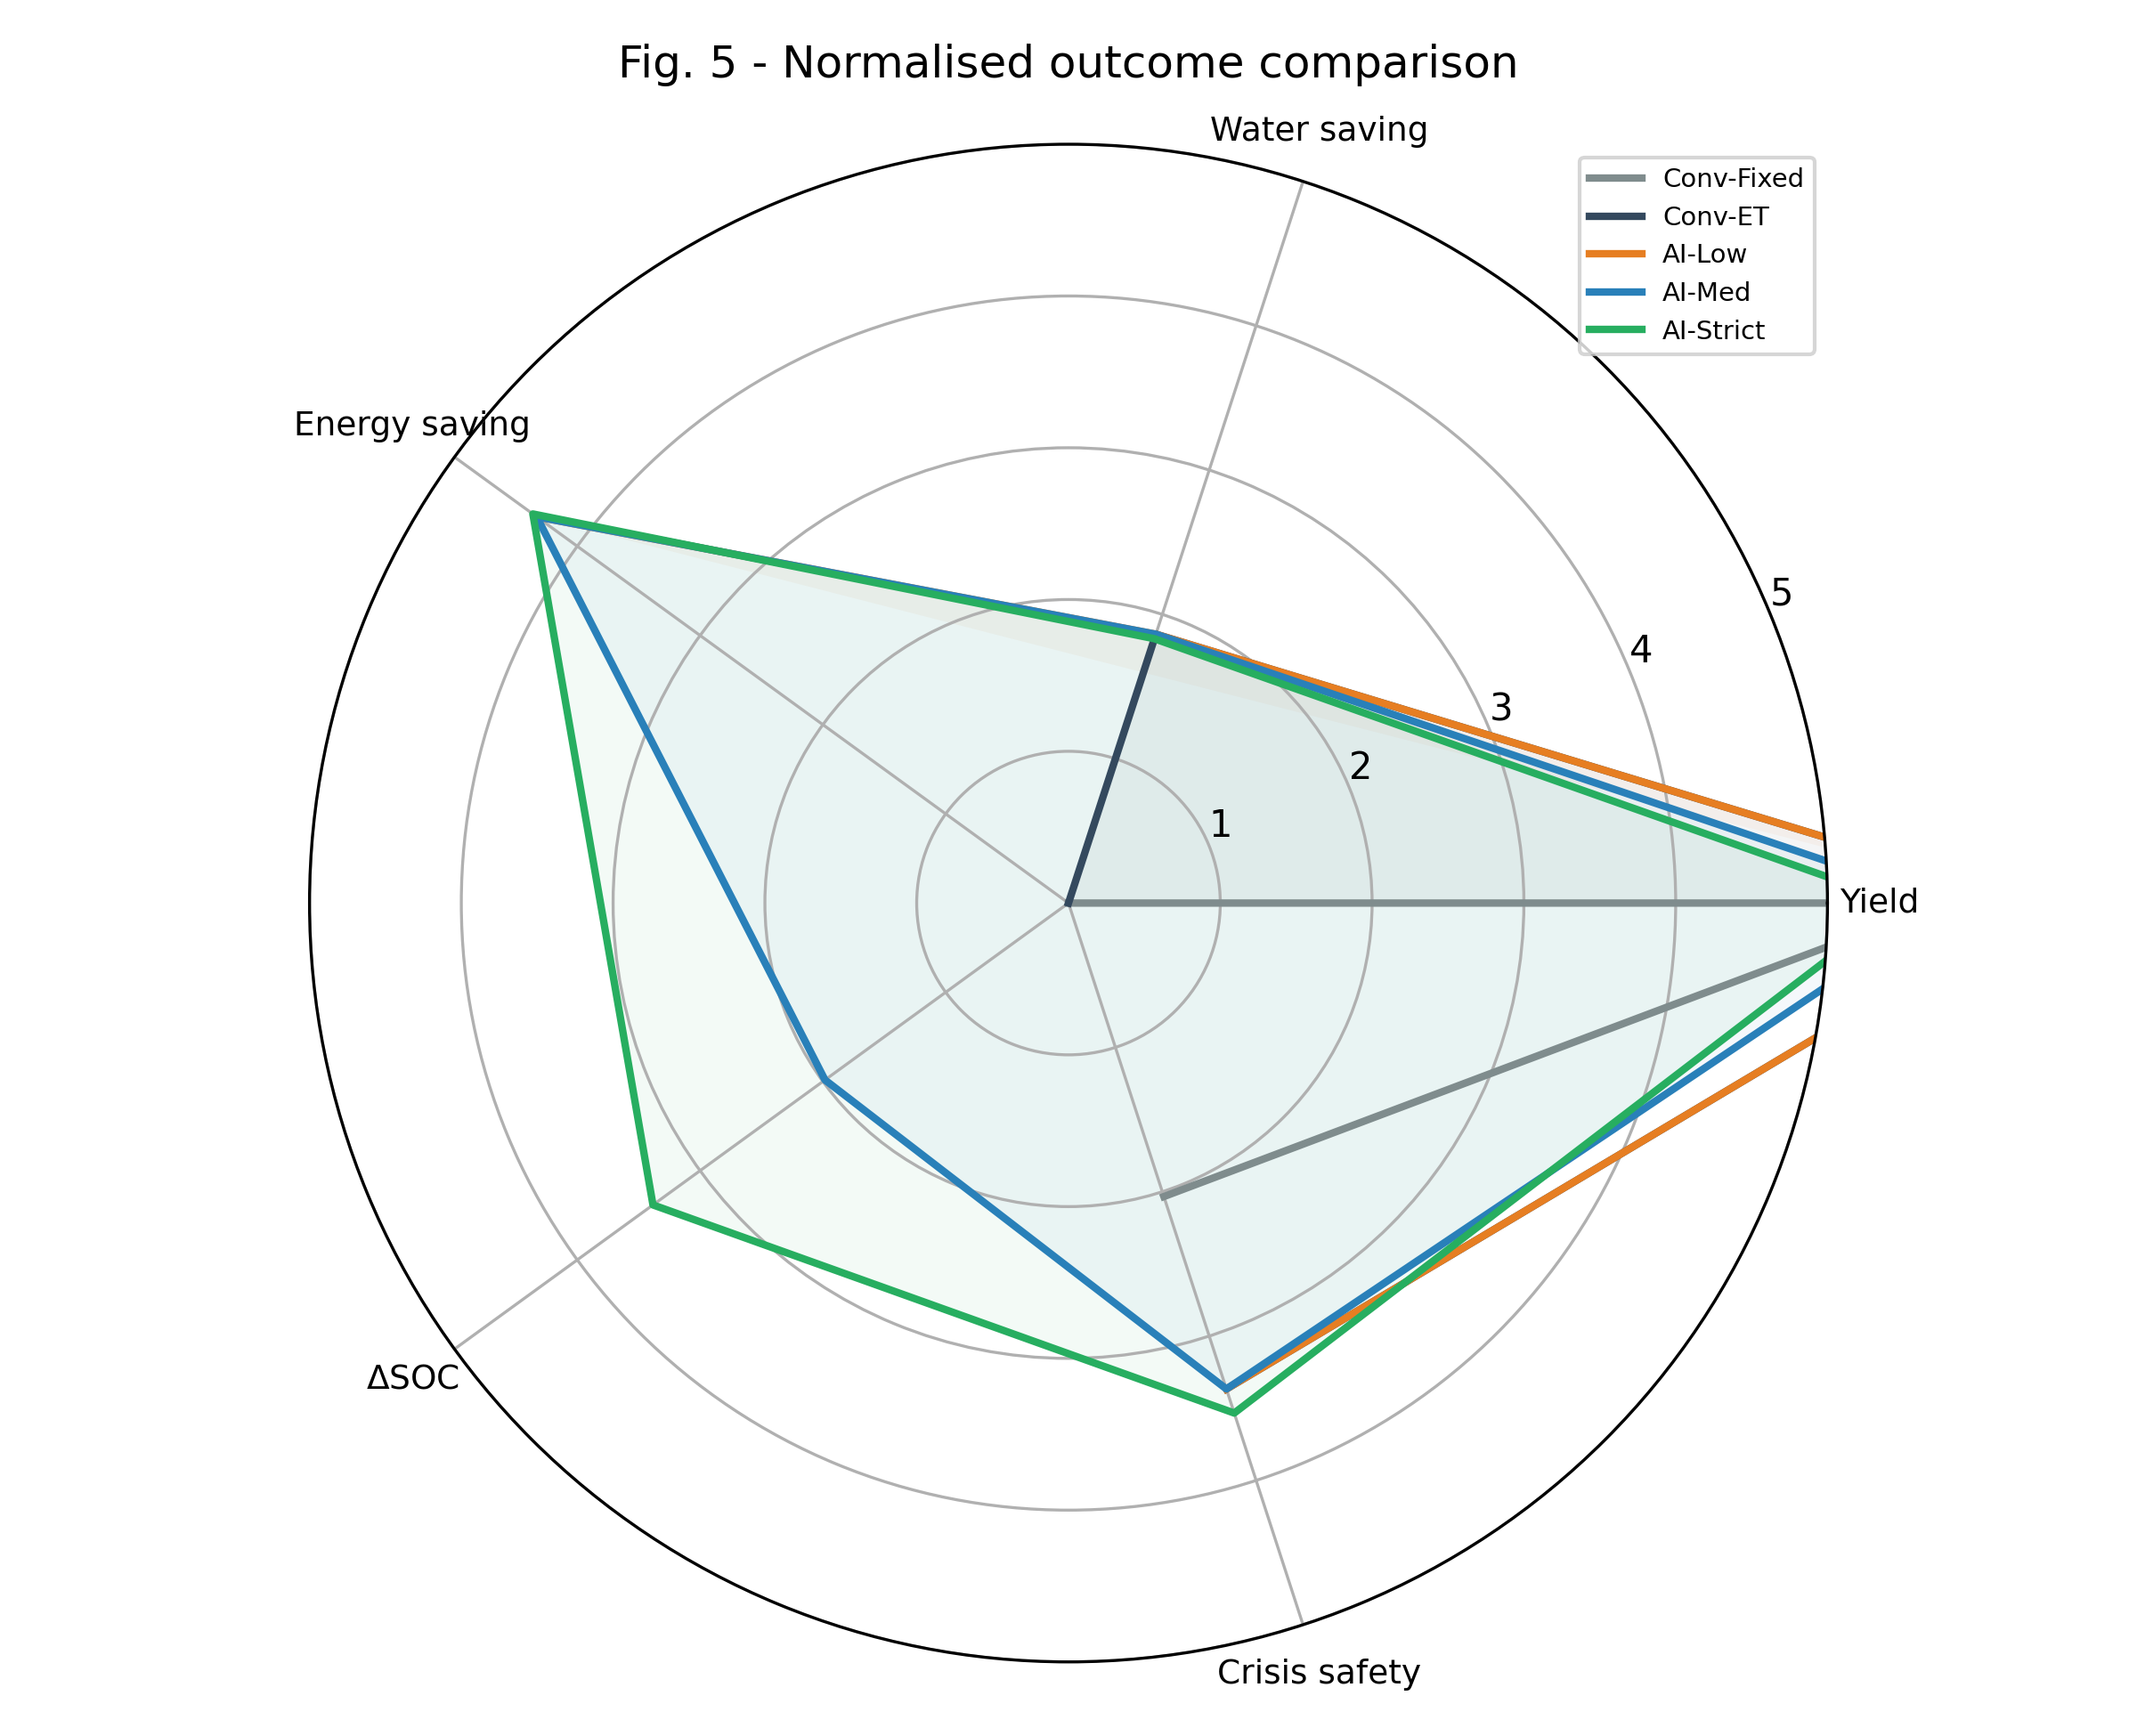 Fig. 5 - Normalised outcome comparison
Water saving
Conv-Fixed
Conv-ET
AI-Low
AI-Med
AI-Strict
Energy saving
5
4
3
2
1
Yield
ΔSOC
Crisis safety